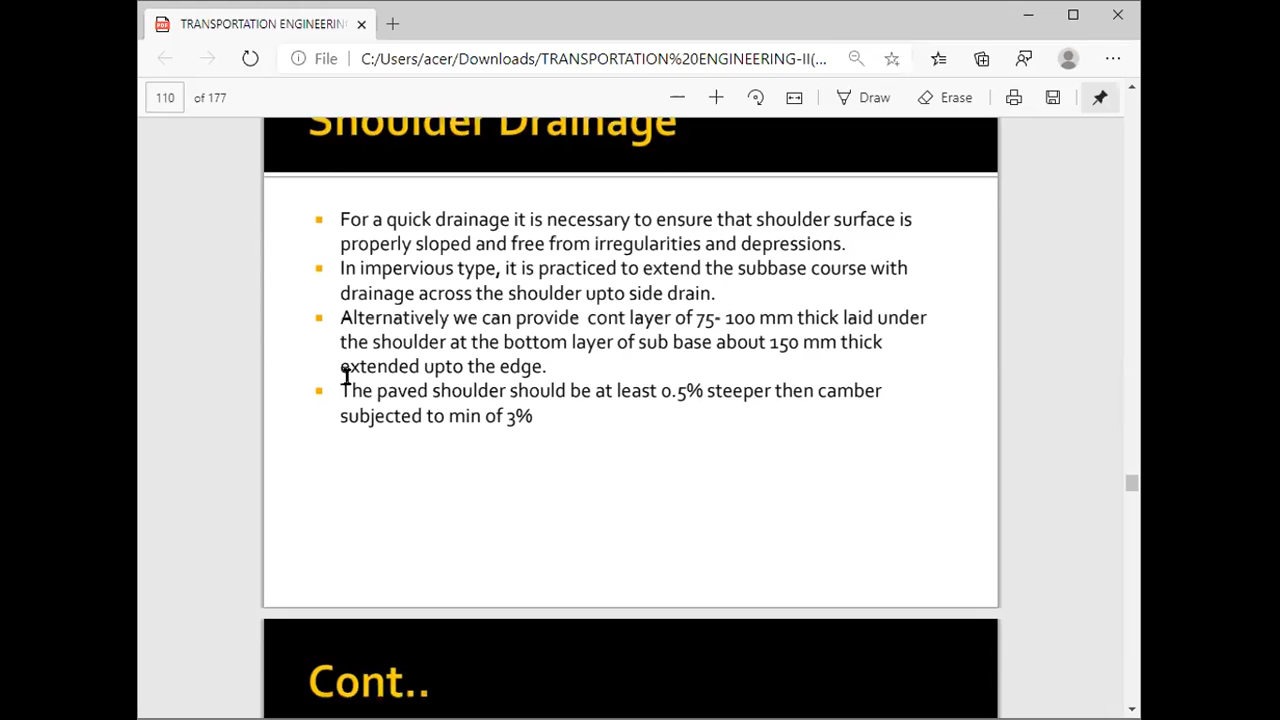 TRANSPORTATION ENGINEERIN
File
C:/Users/acer/Downloads/TRANSPORTATION%20ENGINEERING-II(...
110 of 177
Draw
Erase
Shoulder Drainage
For a quick drainage it is necessary to ensure that shoulder surface is
properly sloped and free from irregularities and depressions.
In impervious type, it is practiced to extend the subbase course with
drainage across the shoulder upto side drain.
Alternatively we can provide cont layer of 75- 100 mm thick laid under
the shoulder at the bottom layer of sub base about 150 mm thick
extended upto the edge.
The paved shoulder should be at least 0.5% steeper then camber
subjected to min of 3%
Cont..